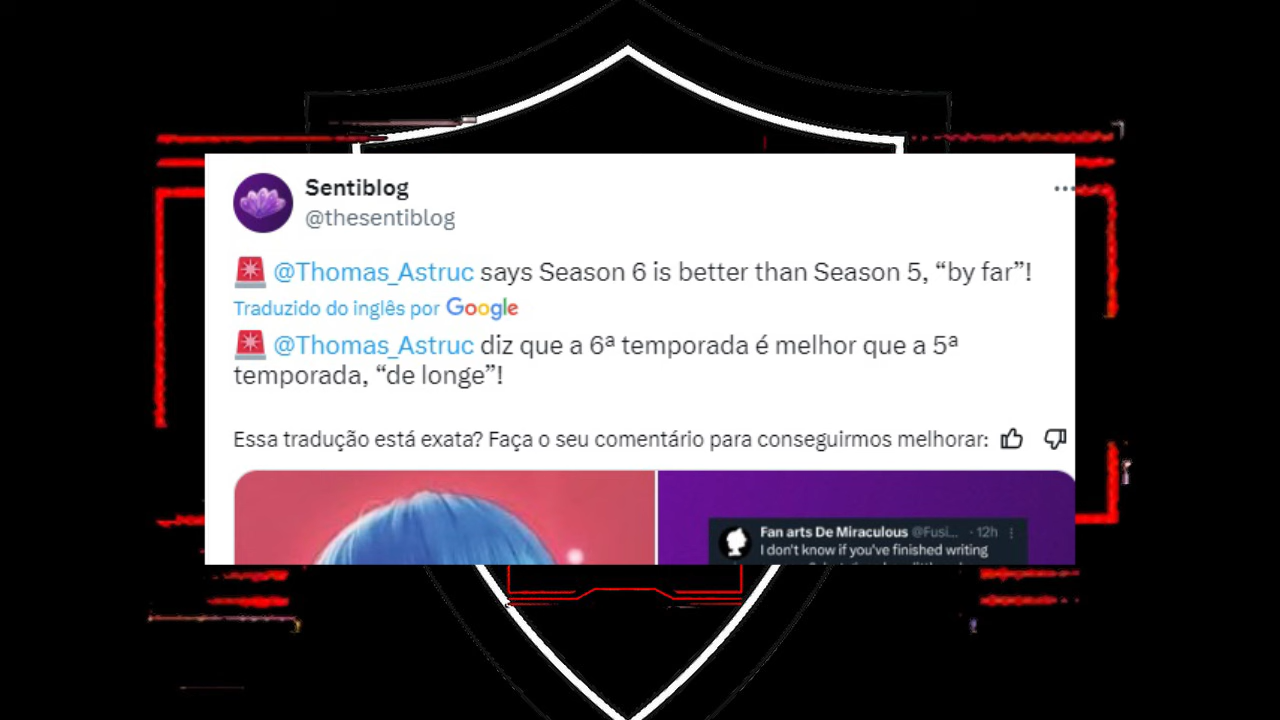 Sentiblog
@thesentiblog
🚨 @Thomas_Astruc says Season 6 is better than Season 5, “by far”!
Traduzido do inglês por Google
🚨 @Thomas_Astruc diz que a 6ª temporada é melhor que a 5ª
temporada, “de longe”!
Essa tradução está exata? Faça o seu comentário para conseguirmos melhorar:
Fan arts De Miraculous @Fusi... · 12h
I don't know if you've finished writing